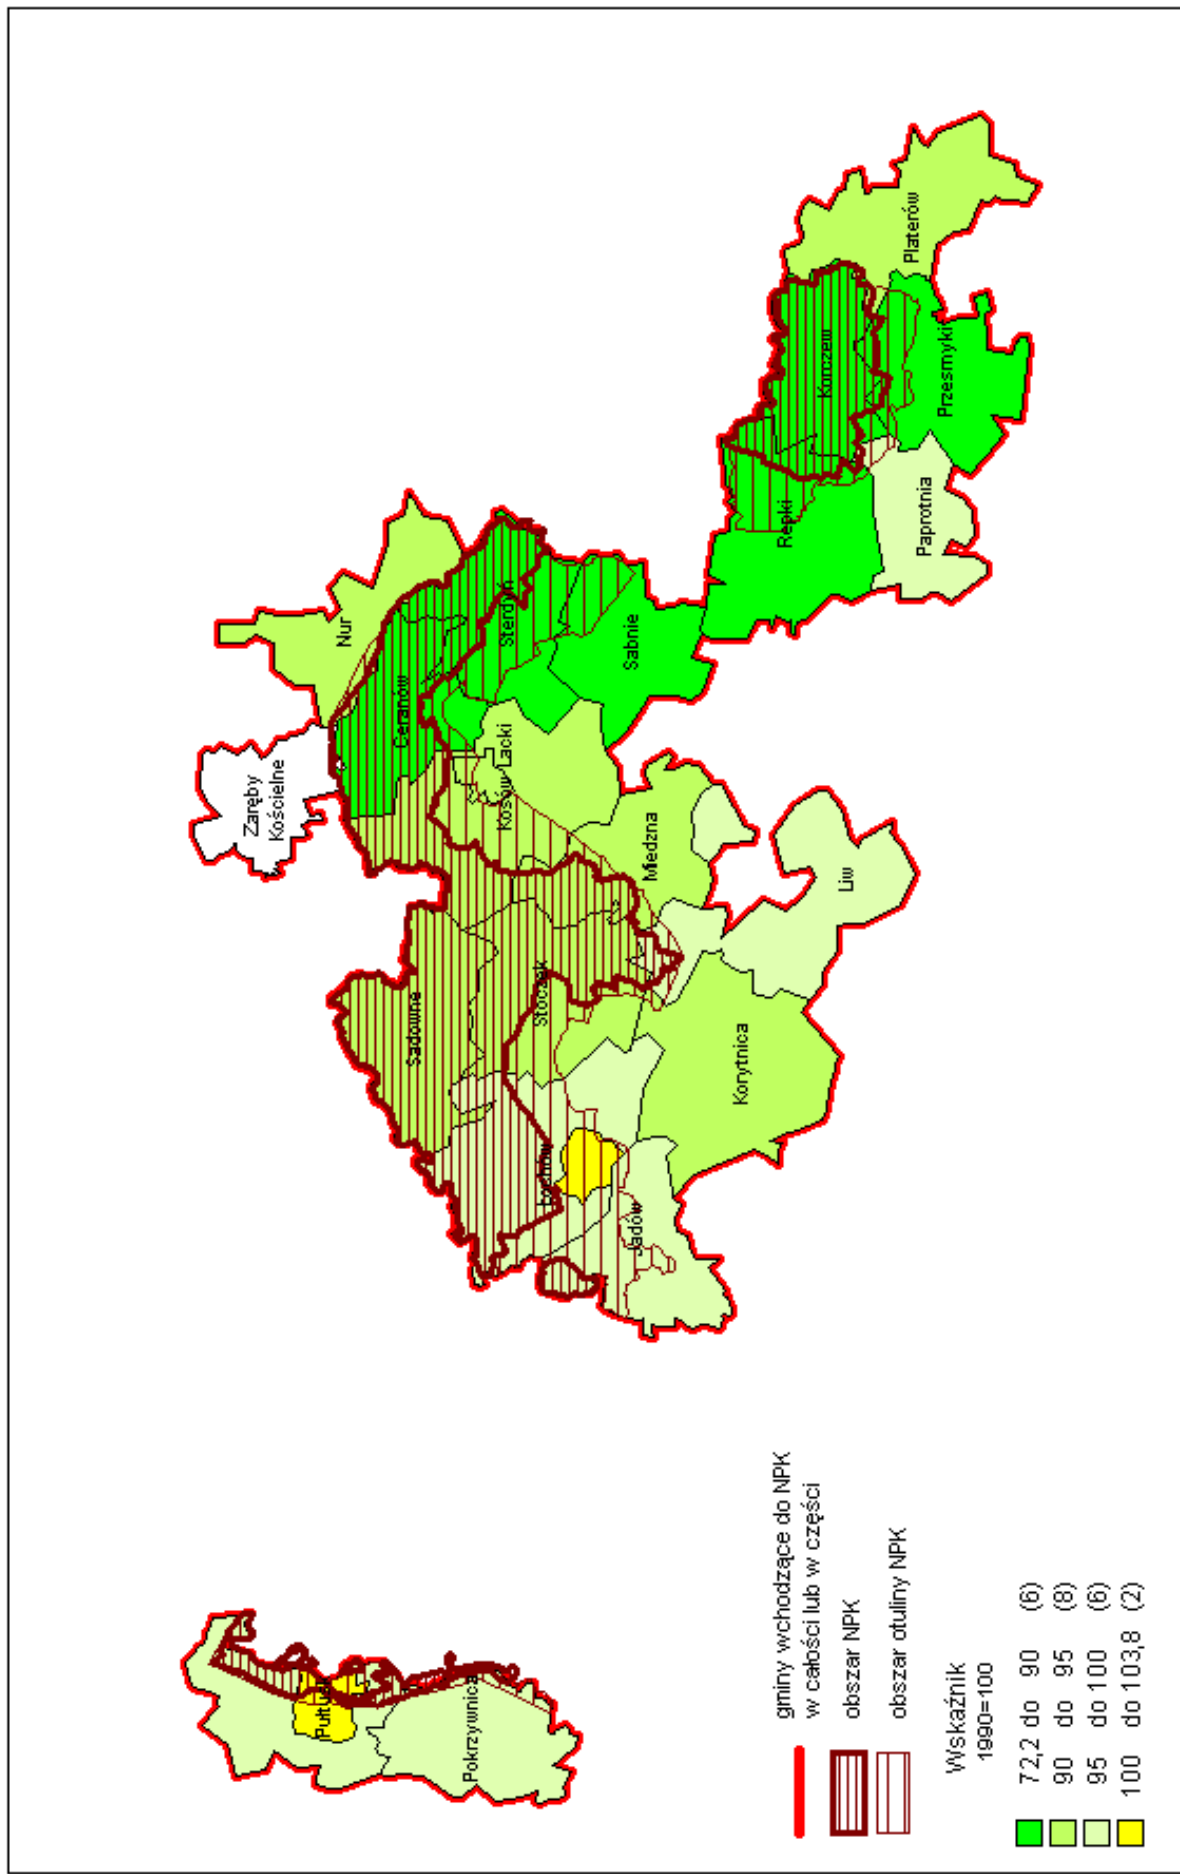 Zaręby
Kościelne
Pułtusk
Nur
Ceranów
Sadowne
Pokrzywnica
Kosów Lacki
Sterdyń
Stoczek
Łochów
Jadów
Sabnie
Miedzna
Korytnica
Repki
Korczew
Liw
Platerów
Paprotnia
Przesmyki
gminy wchodzące do NPK
w całości lub w części
obszar NPK
obszar otuliny NPK
Wskaźnik
1990=100
72,2 do 90 (6)
90 do 95 (8)
95 do 100 (6)
100 do 103,8 (2)